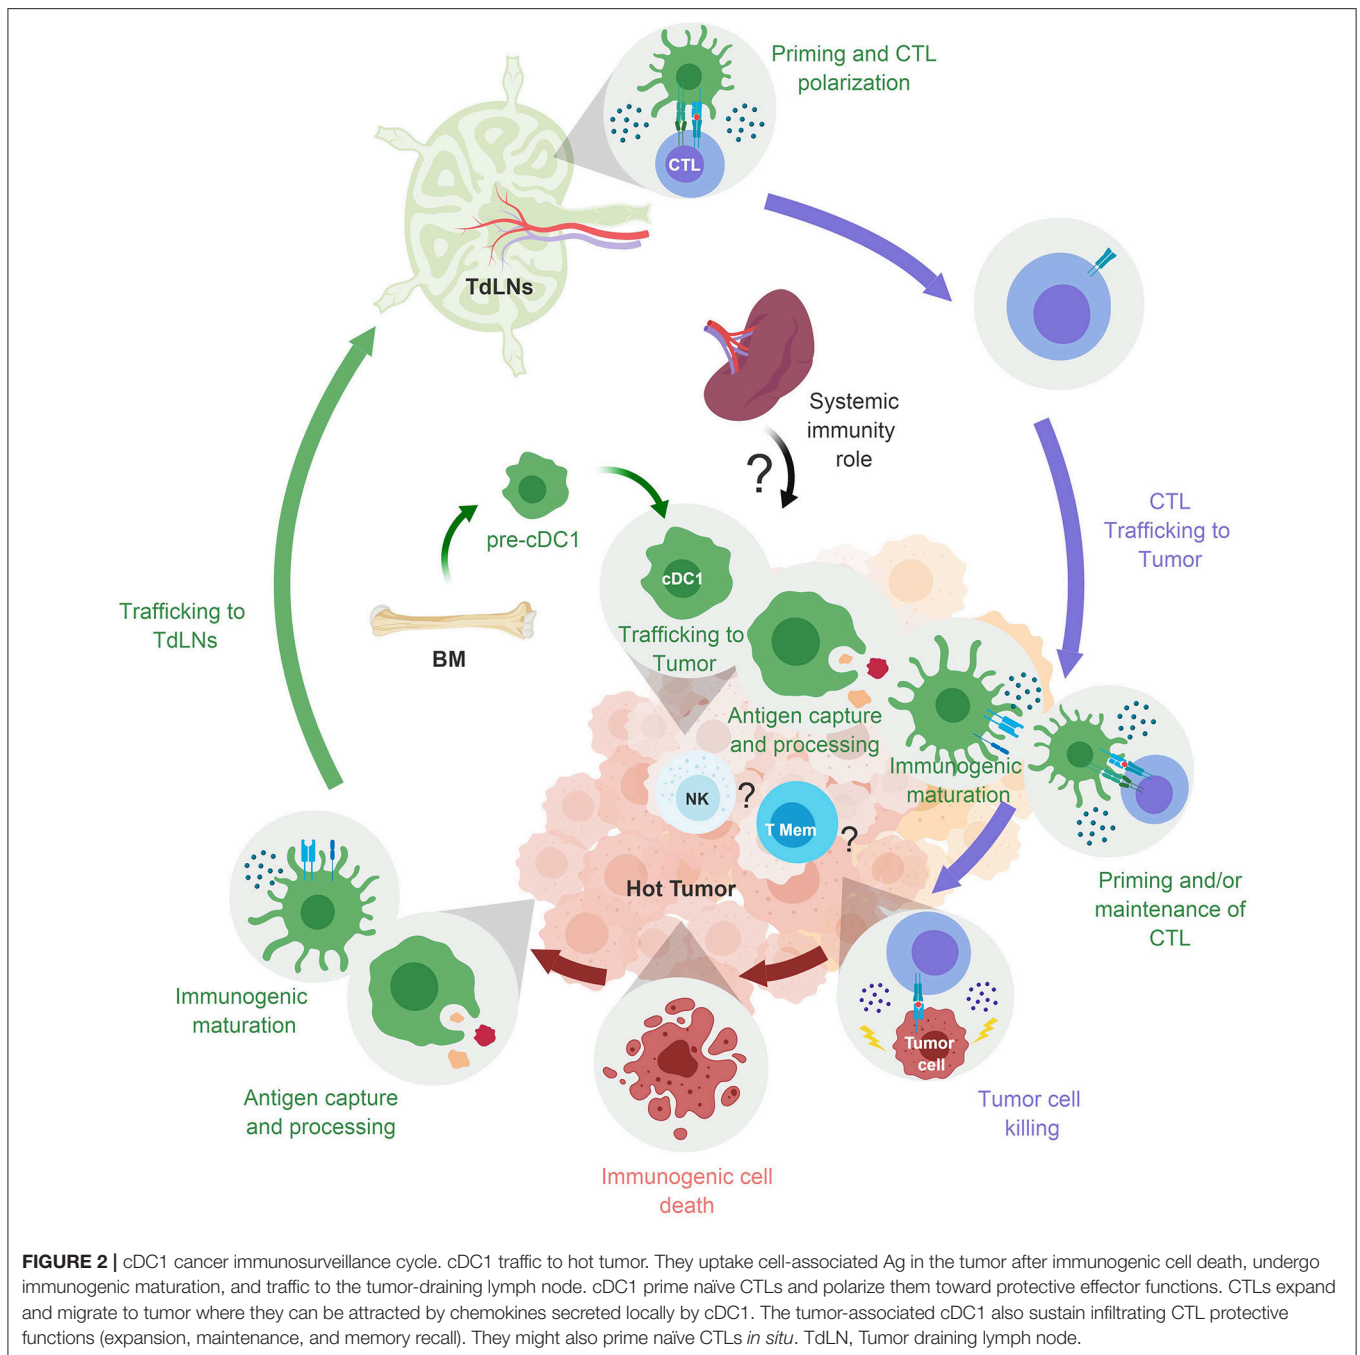 Priming and CTL
polarization
CTL
TdLNs
Systemic
immunity
role
?
pre-cDC1
cDC1
CTL
Trafficking to
Tumor
Trafficking to
TdLNs
BM
Trafficking to
Tumor
Antigen capture
and processing
Immunogenic
maturation
NK
?
T Mem
?
Hot Tumor
Priming and/or
maintenance of
CTL
Immunogenic
maturation
Tumor
cell
Antigen capture
and processing
Tumor cell
killing
Immunogenic cell
death
FIGURE 2 | cDC1 cancer immunosurveillance cycle. cDC1 traffic to hot tumor. They uptake cell-associated Ag in the tumor after immunogenic cell death, undergo
immunogenic maturation, and traffic to the tumor-draining lymph node. cDC1 prime naïve CTLs and polarize them toward protective effector functions. CTLs expand
and migrate to tumor where they can be attracted by chemokines secreted locally by cDC1. The tumor-associated cDC1 also sustain infiltrating CTL protective
functions (expansion, maintenance, and memory recall). They might also prime naïve CTLs in situ. TdLN, Tumor draining lymph node.